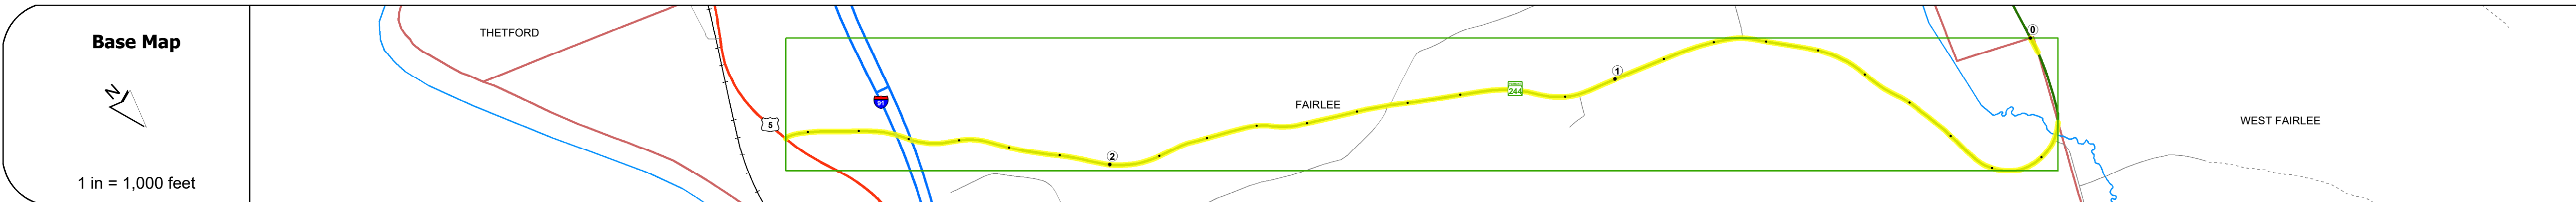 Base Map
N
1 in = 1,000 feet
THETFORD
5
91
2
FAIRLEE
244
1
0
WEST FAIRLEE